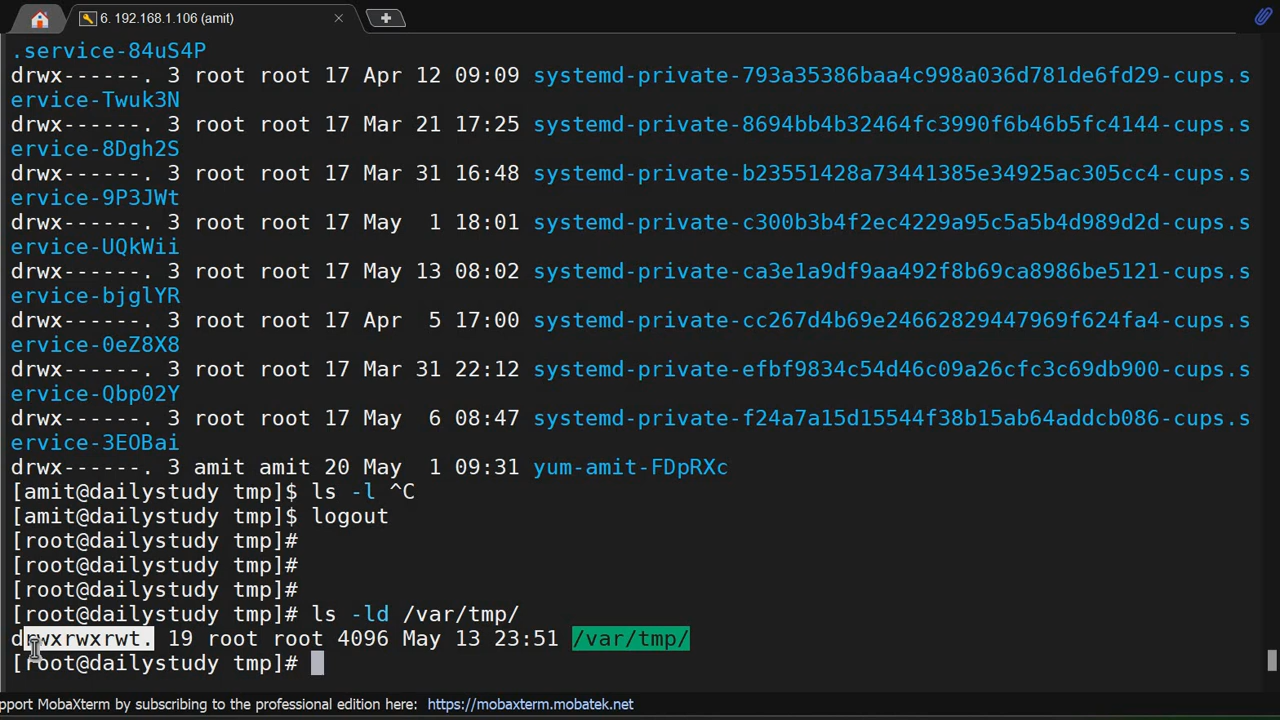 6. 192.168.1.106 (amit)
.service-84uS4P
drwx------. 3 root root 17 Apr 12 09:09 systemd-private-793a35386baa4c998a036d781de6fd29-cups.s
ervice-Twuk3N
drwx------. 3 root root 17 Mar 21 17:25 systemd-private-8694bb4b32464fc3990f6b46b5fc4144-cups.s
ervice-8Dgh2S
drwx------. 3 root root 17 Mar 31 16:48 systemd-private-b23551428a73441385e34925ac305cc4-cups.s
ervice-9P3JWt
drwx------. 3 root root 17 May  1 18:01 systemd-private-c300b3b4f2ec4229a95c5a5b4d989d2d-cups.s
ervice-UQkWii
drwx------. 3 root root 17 May 13 08:02 systemd-private-ca3e1a9df9aa492f8b69ca8986be5121-cups.s
ervice-bjglYR
drwx------. 3 root root 17 Apr  5 17:00 systemd-private-cc267d4b69e24662829447969f624fa4-cups.s
ervice-0eZ8X8
drwx------. 3 root root 17 Mar 31 22:12 systemd-private-efbf9834c54d46c09a26cfc3c69db900-cups.s
ervice-Qbp02Y
drwx------. 3 root root 17 May  6 08:47 systemd-private-f24a7a15d15544f38b15ab64addcb086-cups.s
ervice-3EOBai
drwx------. 3 amit amit 20 May  1 09:31 yum-amit-FDpRXc
[amit@dailystudy tmp]$ ls -l ^C
[amit@dailystudy tmp]$ logout
[root@dailystudy tmp]#
[root@dailystudy tmp]#
[root@dailystudy tmp]#
[root@dailystudy tmp]# ls -ld /var/tmp/
drwxrwxrwt. 19 root root 4096 May 13 23:51 /var/tmp/
[root@dailystudy tmp]#
pport MobaXterm by subscribing to the professional edition here: https://mobaxterm.mobatek.net